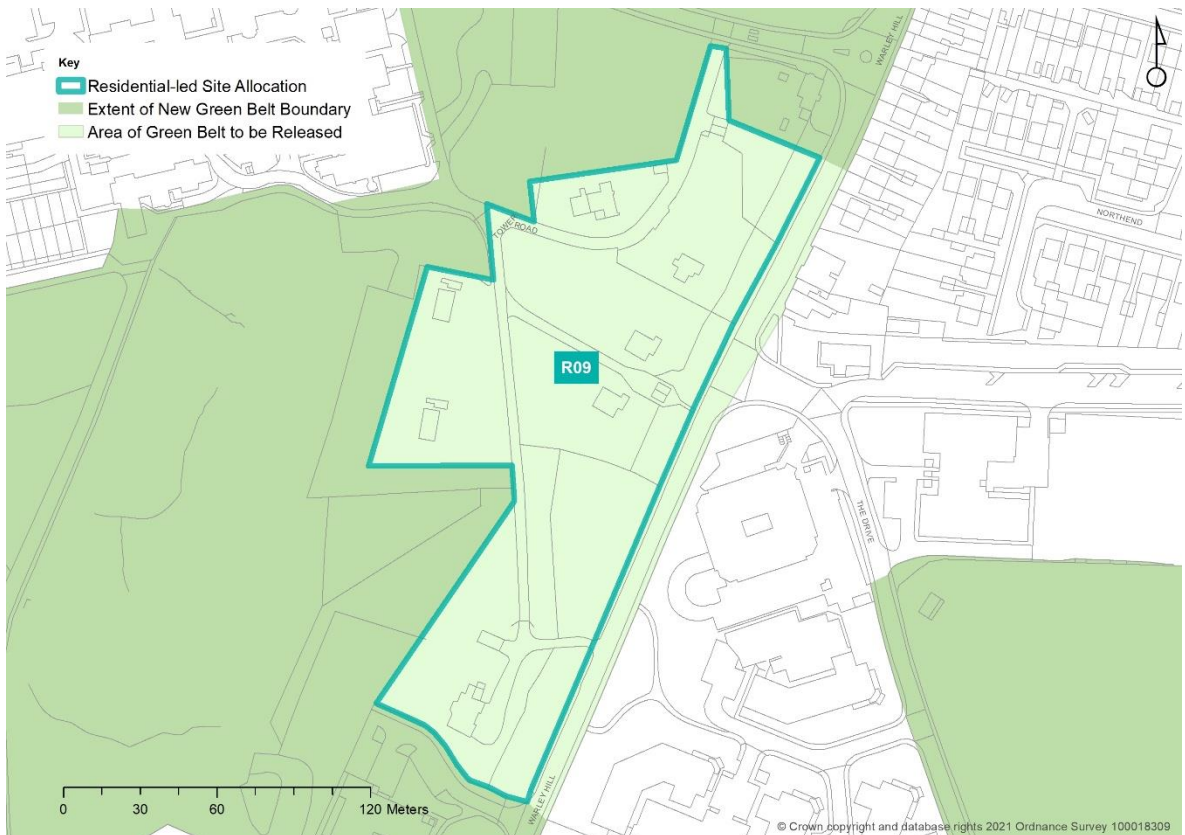 Key
Residential-led Site Allocation
Extent of New Green Belt Boundary
Area of Green Belt to be Released
WARLEY HILL
NORTHEND
TOWER
ROAD
R09
THE DRIVE
WARLEY HILL
0 30 60 120 Meters
© Crown copyright and database rights 2021 Ordnance Survey 100018309